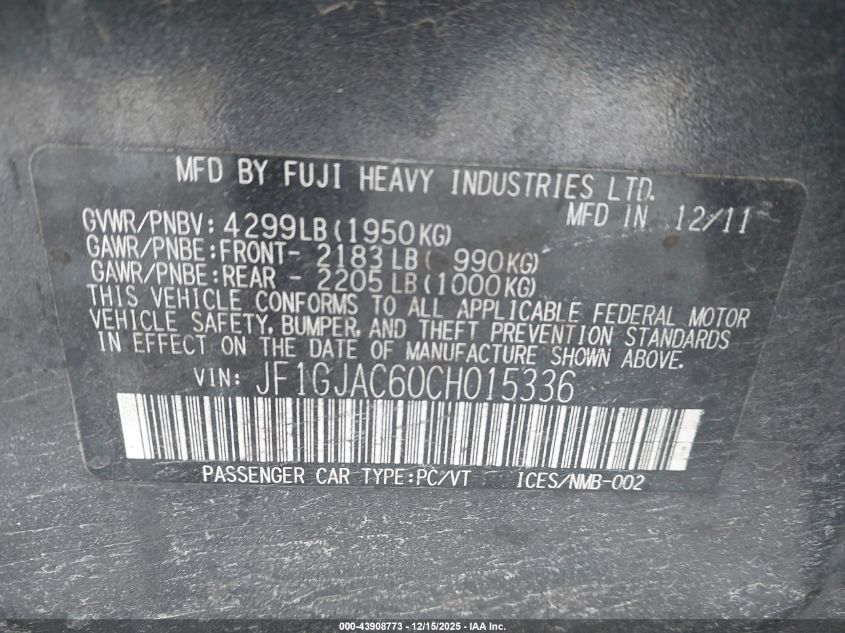 MFD BY FUJI HEAVY INDUSTRIES LTD.
MFD IN 12/11
GVWR/PNBV: 4299LB(1950KG)
GAWR/PNBE:FRONT- 2183LB( 990KG)
GAWR/PNBE:REAR - 2205LB(1000KG)
THIS VEHICLE CONFORMS TO ALL APPLICABLE FEDERAL MOTOR
VEHICLE SAFETY, BUMPER, AND THEFT PREVENTION STANDARDS
IN EFFECT ON THE DATE OF MANUFACTURE SHOWN ABOVE.
VIN: JF1GJAC60CH015336
PASSENGER CAR TYPE:PC/VT ICES/NMB-002
000-43908773 - 12/15/2025 - IAA Inc.